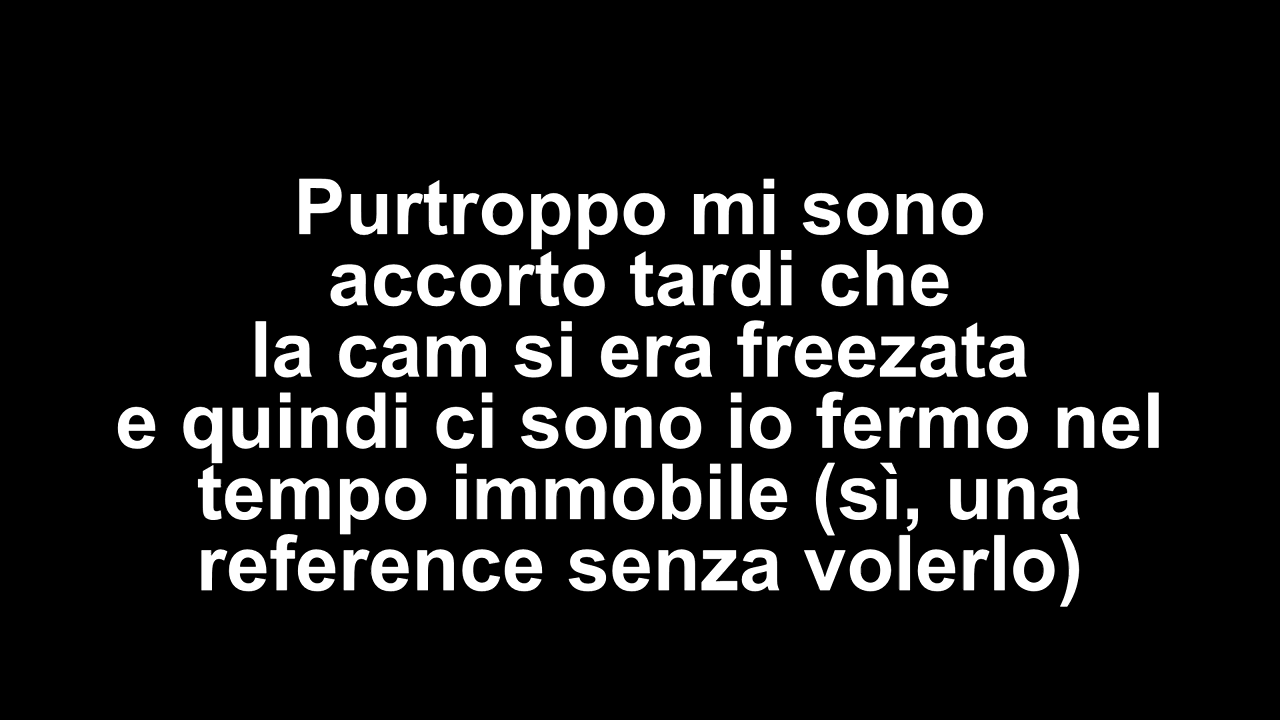 Purtroppo mi sono
accorto tardi che
la cam si era freezata
e quindi ci sono io fermo nel
tempo immobile (sì, una
reference senza volerlo)